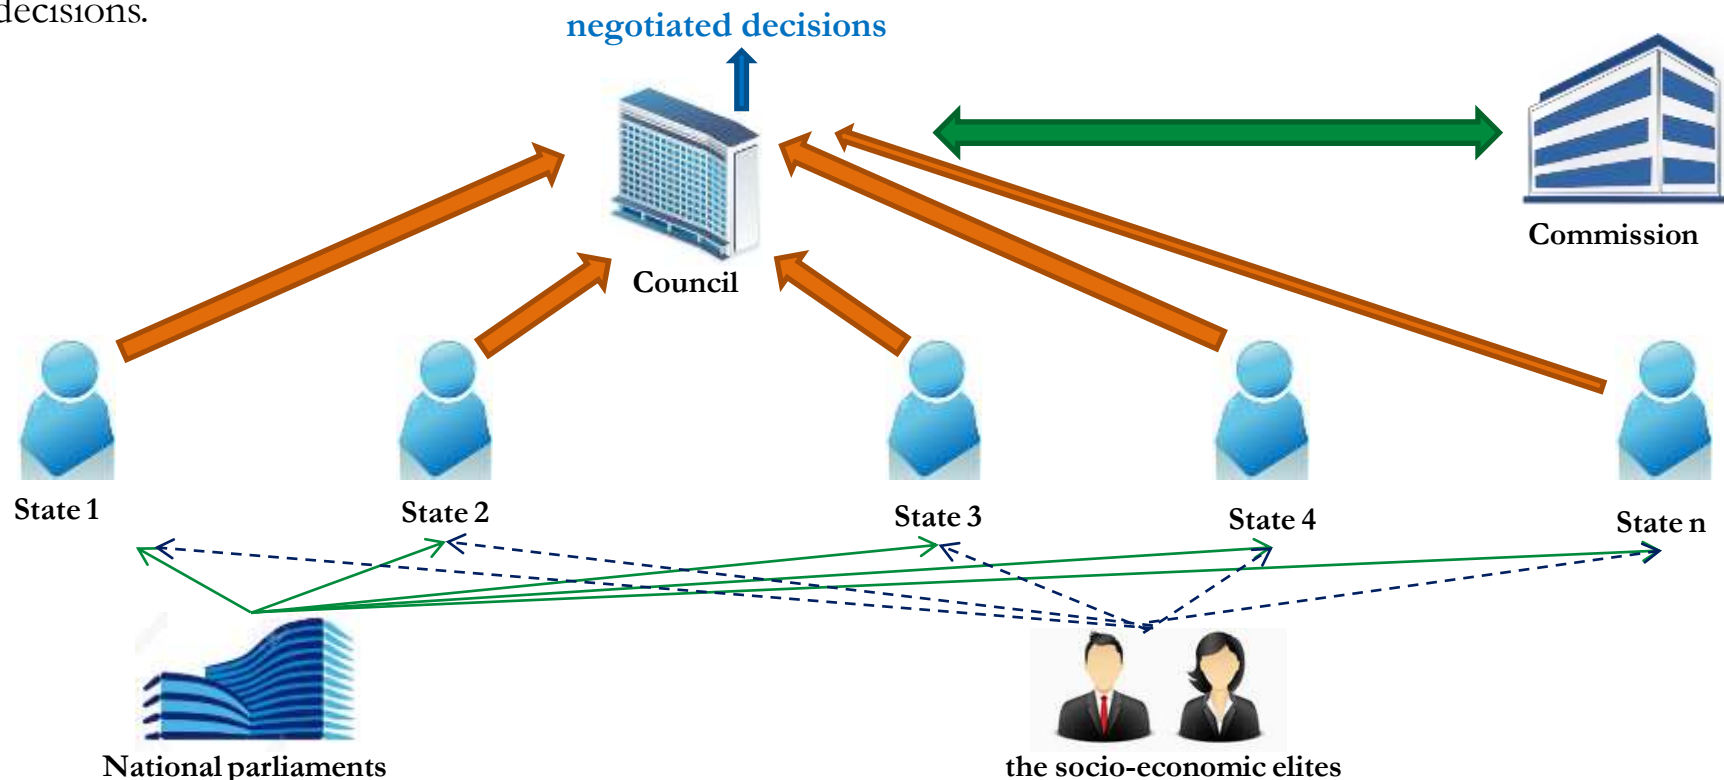 decisions.
negotiated decisions
Commission
Council
State 1
State 2
State 3
State 4
State n
National parliaments
the socio-economic elites